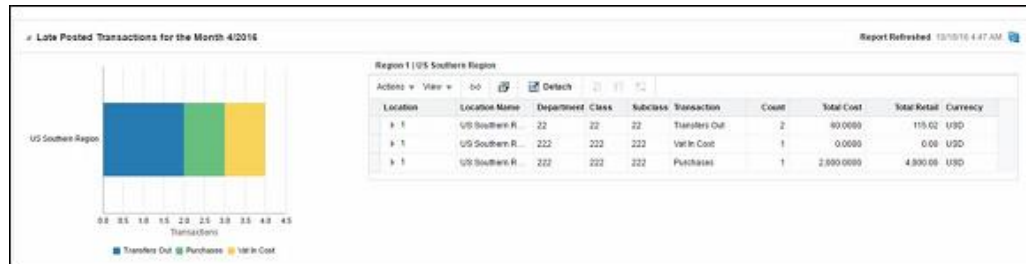 Late Posted Transactions for the Month 4/2016
Report Refreshed 10/18/16 4:47 AM
US Southern Region
0.0 0.5 1.0 1.5 2.0 2.5 3.0 3.5 4.0 4.5
Transactions
Transfers Out Purchases Vat In Cost
Region 1 | US Southern Region
Actions View Detach
Location Location Name Department Class Subclass Transaction Count Total Cost Total Retail Currency
1 US Southern R... 22 22 22 Transfers Out 2 60.0000 115.02 USD
1 US Southern R... 222 222 222 Vat In Cost 1 0.0000 0.00 USD
1 US Southern R... 222 222 222 Purchases 1 2,000.0000 4,800.00 USD